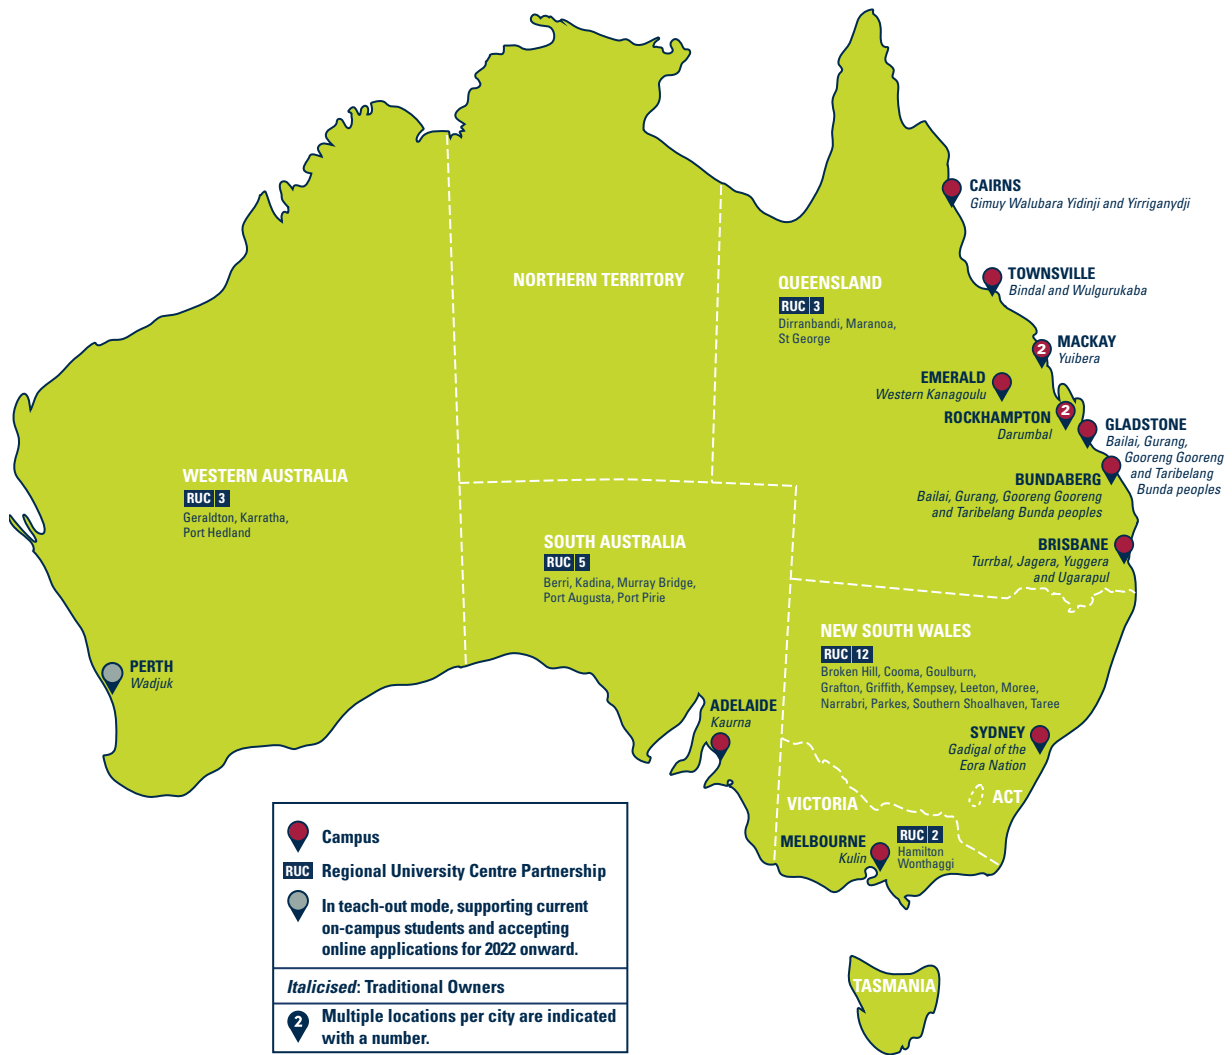 CAIRNS
Gimuy Walubara Yidinji and Yirriganydji
TOWNSVILLE
Bindal and Wulgurukaba
NORTHERN TERRITORY
QUEENSLAND
RUC 3
Dirranbandi, Maranoa,
St George
2
MACKAY
Yuibera
EMERALD
Western Kanagoulu
ROCKHAMPTON
Darumbal
2
GLADSTONE
Bailai, Gurang,
Gooreng Gooreng
and Taribelang
Bunda peoples
BUNDABERG
Bailai, Gurang, Gooreng Gooreng
and Taribelang Bunda peoples
BRISBANE
Turrbal, Jagera, Yuggera
and Ugarapul
WESTERN AUSTRALIA
RUC 3
Geraldton, Karratha,
Port Hedland
SOUTH AUSTRALIA
RUC 5
Berri, Kadina, Murray Bridge,
Port Augusta, Port Pirie
NEW SOUTH WALES
RUC 12
Broken Hill, Cooma, Goulburn,
Grafton, Griffith, Kempsey, Leeton, Moree,
Narrabri, Parkes, Southern Shoalhaven, Taree
PERTH
Wadjuk
ADELAIDE
Kaurna
SYDNEY
Gadigal of the
Eora Nation
ACT
VICTORIA
RUC 2
Hamilton
Wonthaggi
MELBOURNE
Kulin
TASMANIA
Campus
RUC Regional University Centre Partnership
In teach-out mode, supporting current
on-campus students and accepting
online applications for 2022 onward.
Italicised: Traditional Owners
2 Multiple locations per city are indicated
with a number.